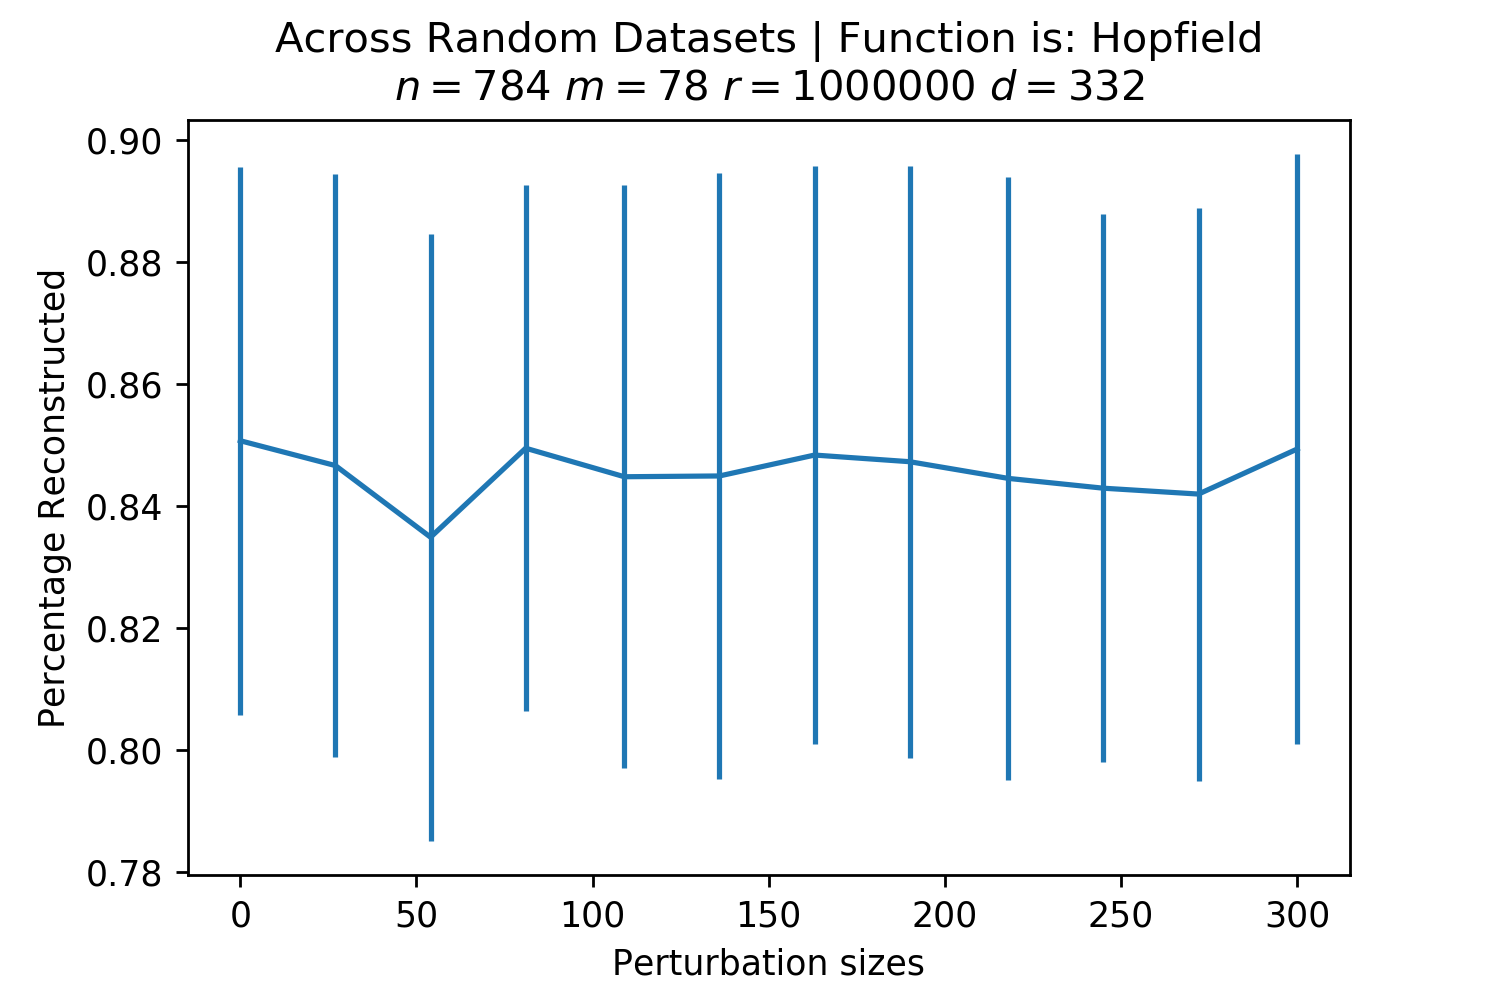 Across Random Datasets | Function is: Hopfield
n = 784 m = 78 r = 1000000 d = 332
0.90
0.88
0.86
0.84
0.82
0.80
0.78
Percentage Reconstructed
0 50 100 150 200 250 300
Perturbation sizes